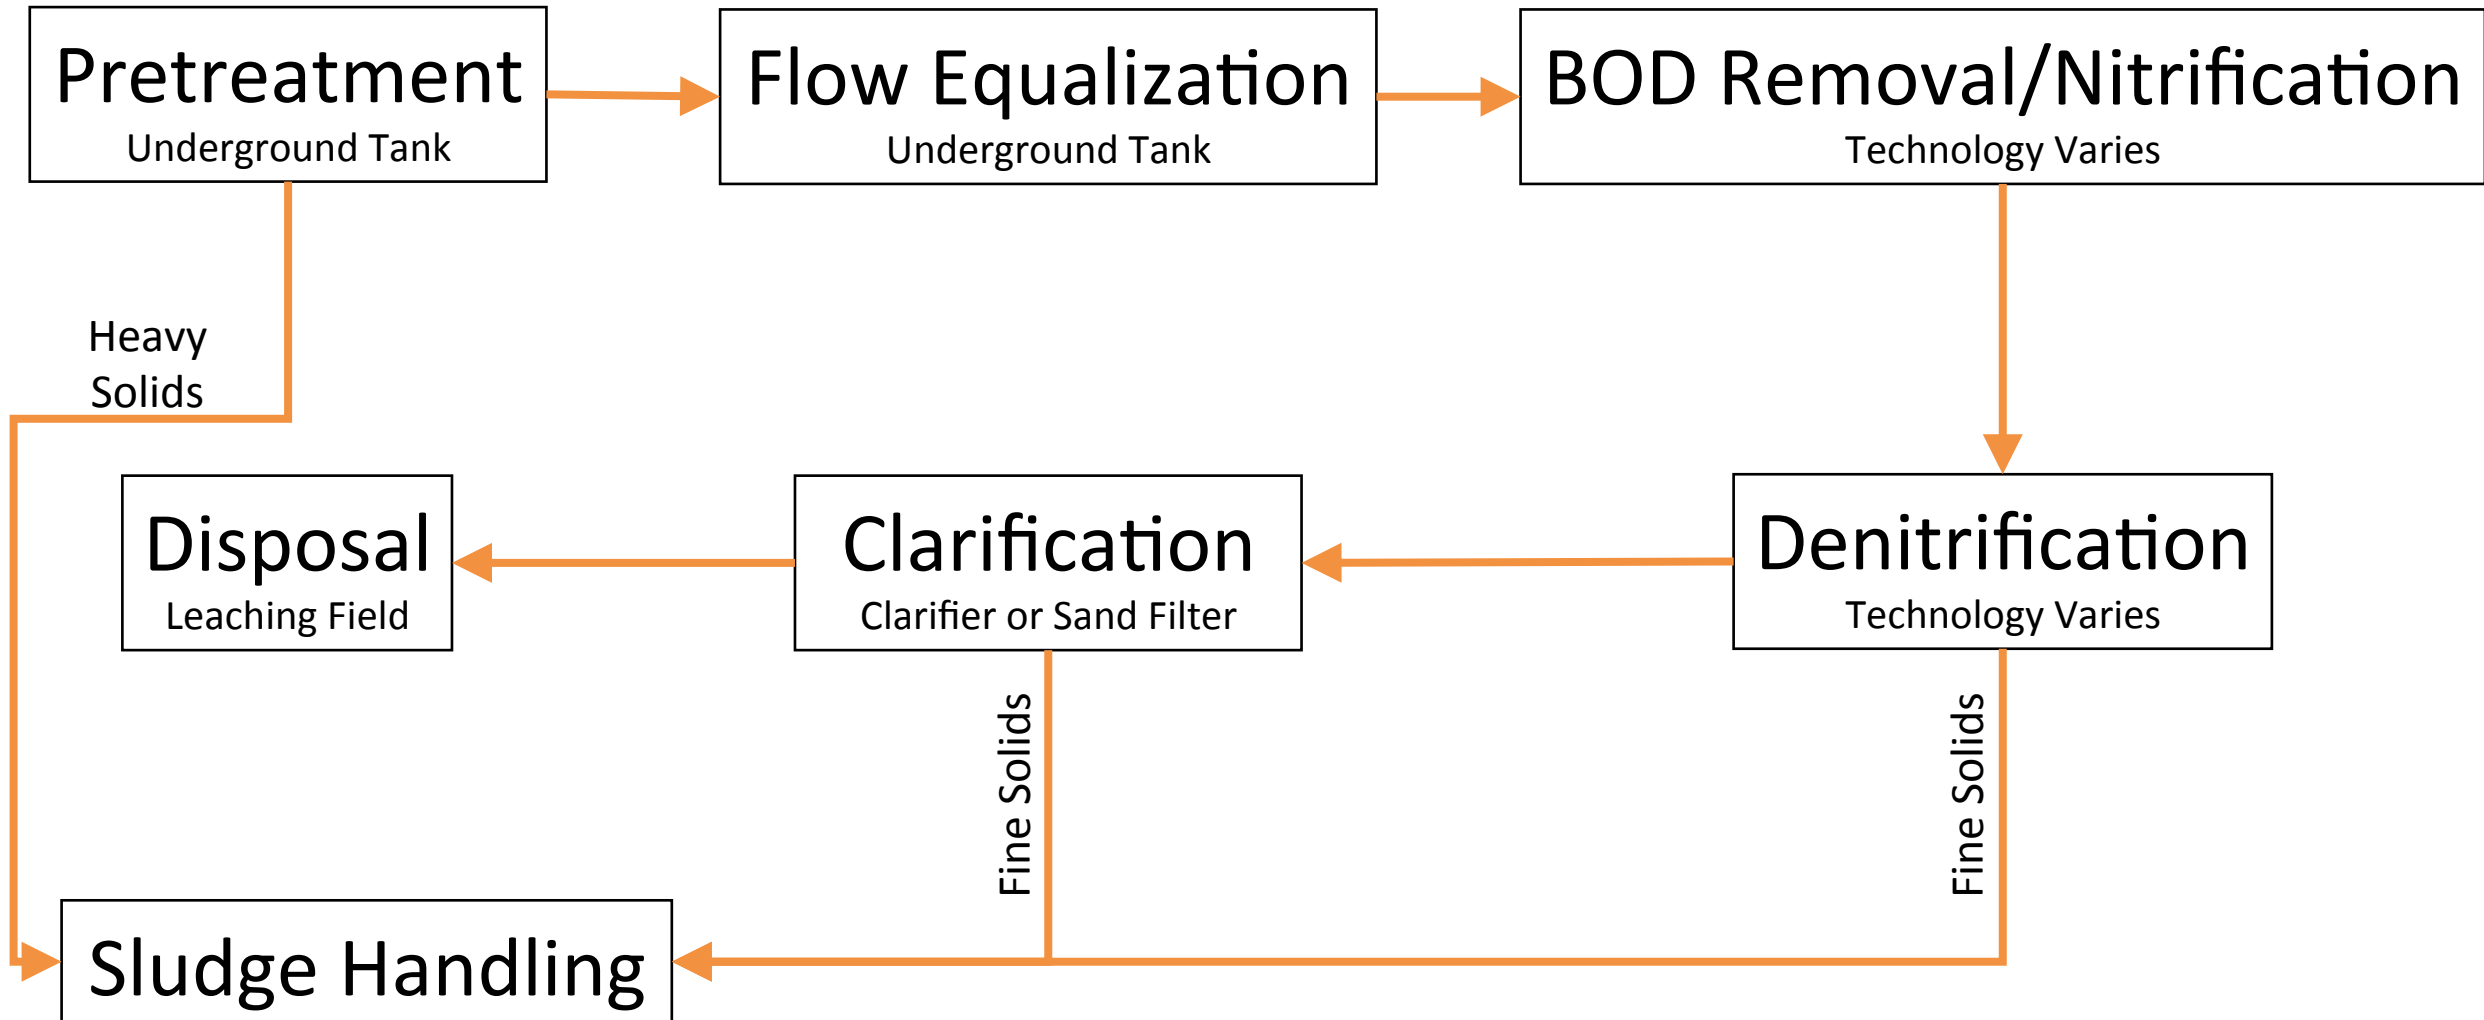 Pretreatment
Underground Tank
Flow Equalization
Underground Tank
BOD Removal/Nitrification
Technology Varies
Heavy
Solids
Disposal
Leaching Field
Clarification
Clarifier or Sand Filter
Denitrification
Technology Varies
Fine Solids
Fine Solids
Sludge Handling